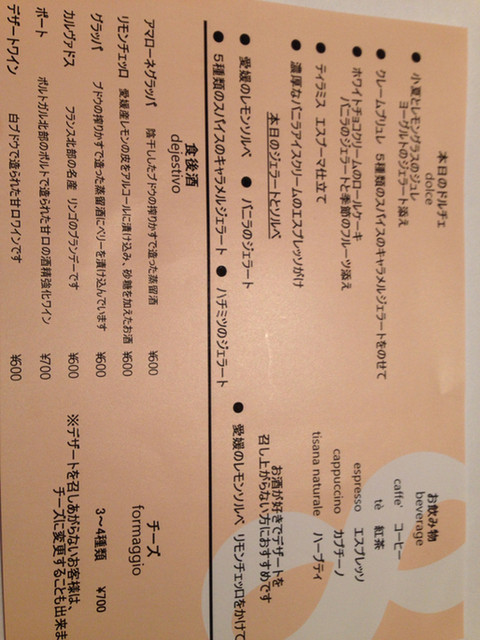 本日のドルチェ
dolce
● 小夏とレモングラスのジュレ
ヨーグルトのジェラート添え
● クレームブリュレ 5種類のスパイスのキャラメルジェラートをのせて
● ホワイトチョコクリームのロールケーキ
バニラのジェラートと季節のフルーツ添え
● ティラミス エスプーマ仕立て
● 濃厚なバニラアイスクリームのエスプレッソがけ
本日のジェラートとソルベ
● 愛媛のレモンソルベ ● バニラのジェラート
● 5種類のスパイスのキャラメルジェラート ● ハチミツのジェラート
お飲み物
beverage
caffe' コーヒー
tè 紅茶
espresso エスプレッソ
cappuccino カプチーノ
tisana naturale ハーブティ
お酒が好きでデザートを
召し上がらない方におすすめです
● 愛媛のレモンソルベ リモンチェッロをかけて
食後酒
dejestivo
アマローネグラッパ 陰干ししたブドウの搾りかすで造った蒸留酒 ¥600
リモンチェッロ 愛媛産レモンの皮をアルコールに漬け込み、砂糖を加えたお酒 ¥600
グラッパ ブドウの搾りかすで造った蒸留酒にベリーを漬け込んでいます ¥600
カルヴァドス フランス北部の名産 リンゴのブランデーです ¥600
ポート ポルトガル北部のポルトで造られた甘口の酒精強化ワイン ¥700
デザートワイン 白ブドウで造られた甘口ワインです ¥600
チーズ
formaggio
3〜4種類 ¥700
※デザートを召しあがらないお客様は、
チーズに変更することも出来ま